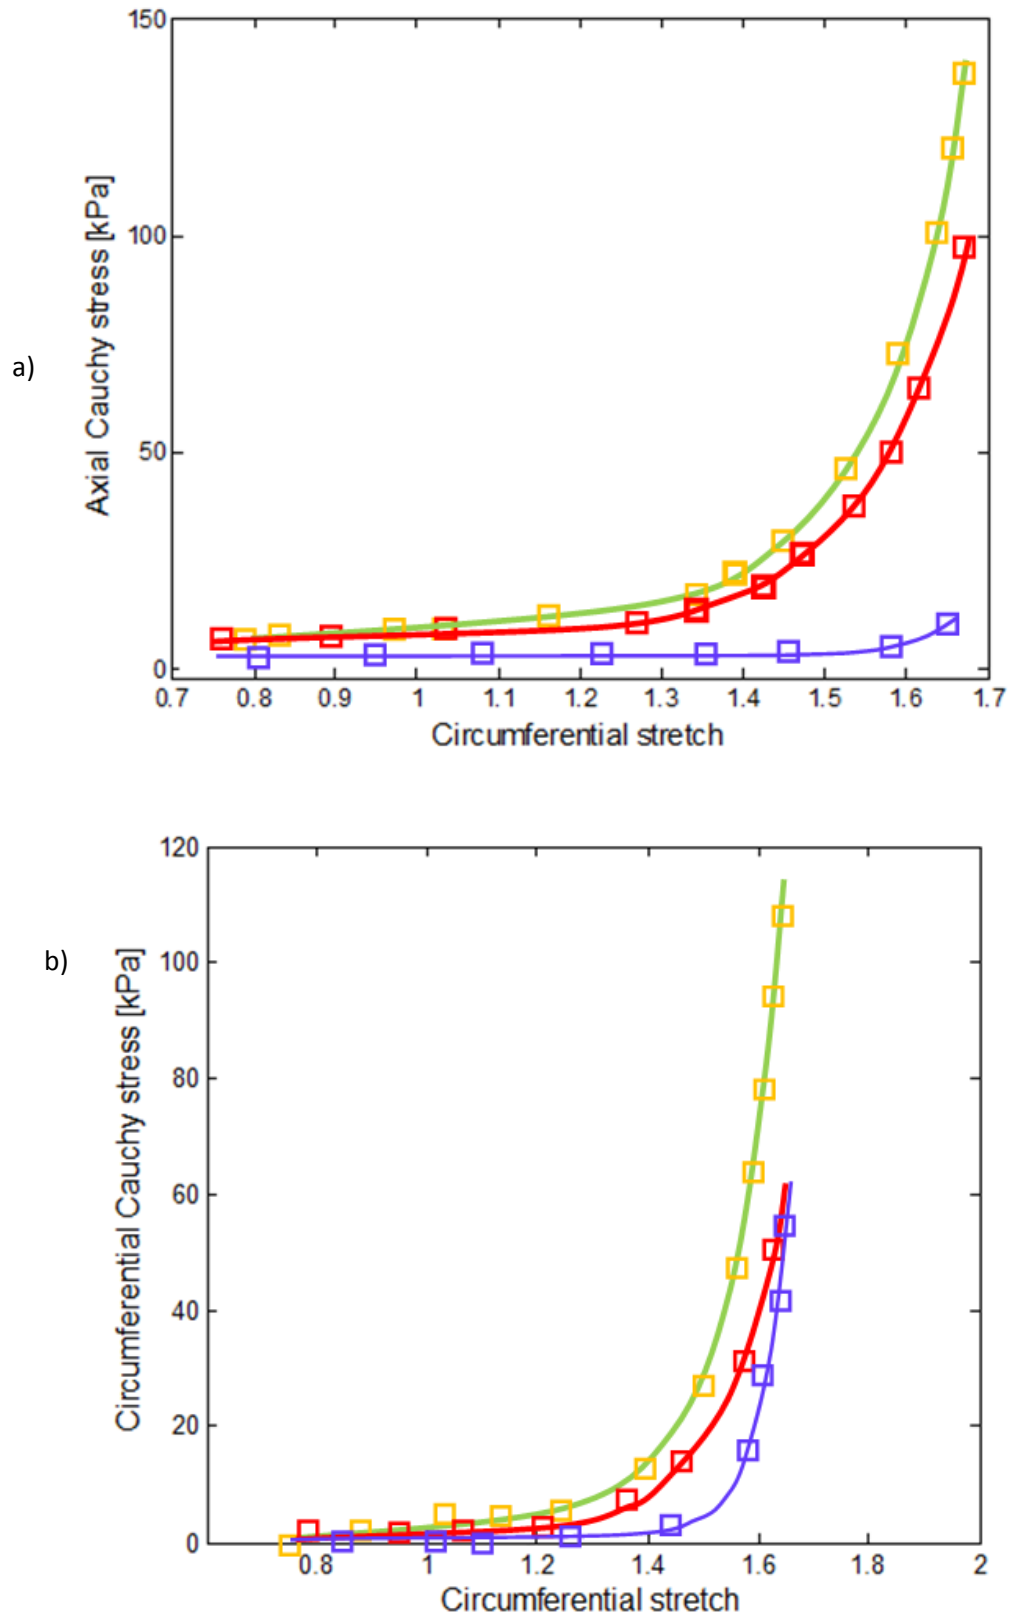 150
100
50
0
a)
Axial Cauchy stress [kPa]
0.7 0.8 0.9 1 1.1 1.2 1.3 1.4 1.5 1.6 1.7
Circumferential stretch
120
100
80
60
40
20
0
b)
Circumferential Cauchy stress [kPa]
0.8 1 1.2 1.4 1.6 1.8 2
Circumferential stretch